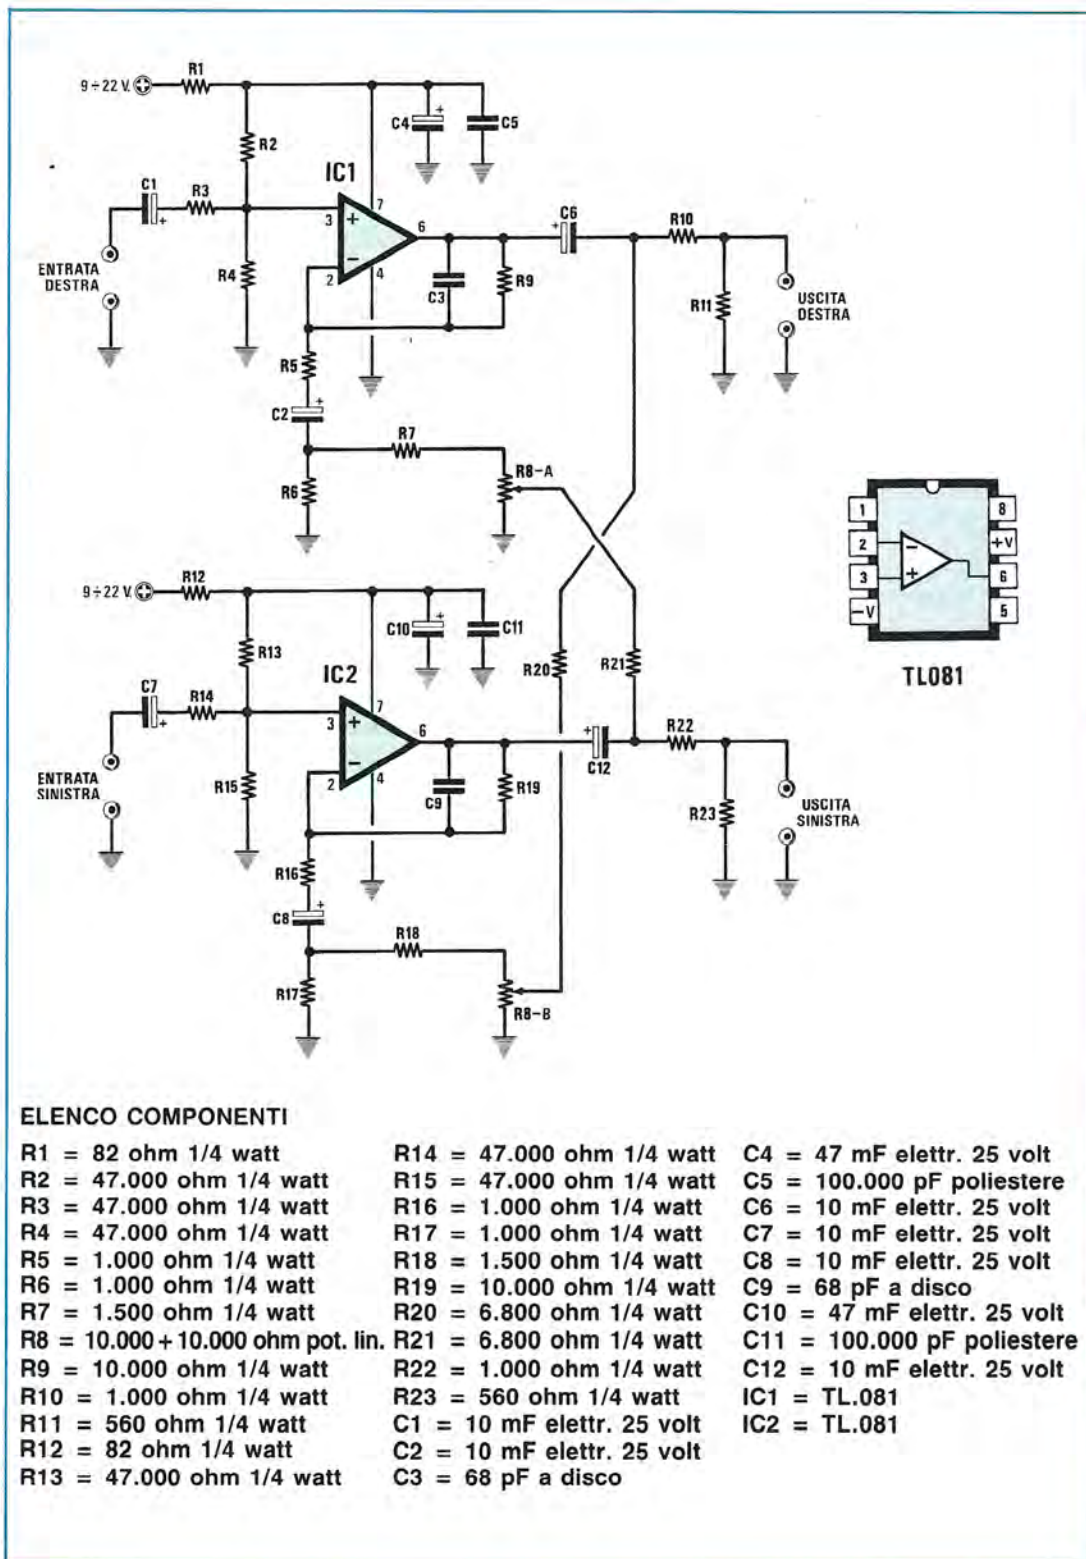 R1
9÷22 V.
R2
C4
+
C5
IC1
C1
+
R3
3
+
7
6
−
2
4
C6
+
R10
R4
C3
R9
R11
ENTRATA
DESTRA
USCITA
DESTRA
R5
C2
+
R7
R6
R8-A
1
2
3
−V
−
+
8
+V
6
5
TL081
R12
9÷22 V.
R13
C10
+
C11
R20
R21
IC2
C7
+
R14
3
+
7
6
−
2
4
+
C12
R22
R15
C9
R19
R23
ENTRATA
SINISTRA
USCITA
SINISTRA
R16
C8
+
R18
R17
R8-B
ELENCO COMPONENTI
R1 = 82 ohm 1/4 watt
R2 = 47.000 ohm 1/4 watt
R3 = 47.000 ohm 1/4 watt
R4 = 47.000 ohm 1/4 watt
R5 = 1.000 ohm 1/4 watt
R6 = 1.000 ohm 1/4 watt
R7 = 1.500 ohm 1/4 watt
R8 = 10.000 + 10.000 ohm pot. lin.
R9 = 10.000 ohm 1/4 watt
R10 = 1.000 ohm 1/4 watt
R11 = 560 ohm 1/4 watt
R12 = 82 ohm 1/4 watt
R13 = 47.000 ohm 1/4 watt
R14 = 47.000 ohm 1/4 watt
R15 = 47.000 ohm 1/4 watt
R16 = 1.000 ohm 1/4 watt
R17 = 1.000 ohm 1/4 watt
R18 = 1.500 ohm 1/4 watt
R19 = 10.000 ohm 1/4 watt
R20 = 6.800 ohm 1/4 watt
R21 = 6.800 ohm 1/4 watt
R22 = 1.000 ohm 1/4 watt
R23 = 560 ohm 1/4 watt
C1 = 10 mF elettr. 25 volt
C2 = 10 mF elettr. 25 volt
C3 = 68 pF a disco
C4 = 47 mF elettr. 25 volt
C5 = 100.000 pF poliestere
C6 = 10 mF elettr. 25 volt
C7 = 10 mF elettr. 25 volt
C8 = 10 mF elettr. 25 volt
C9 = 68 pF a disco
C10 = 47 mF elettr. 25 volt
C11 = 100.000 pF poliestere
C12 = 10 mF elettr. 25 volt
IC1 = TL.081
IC2 = TL.081